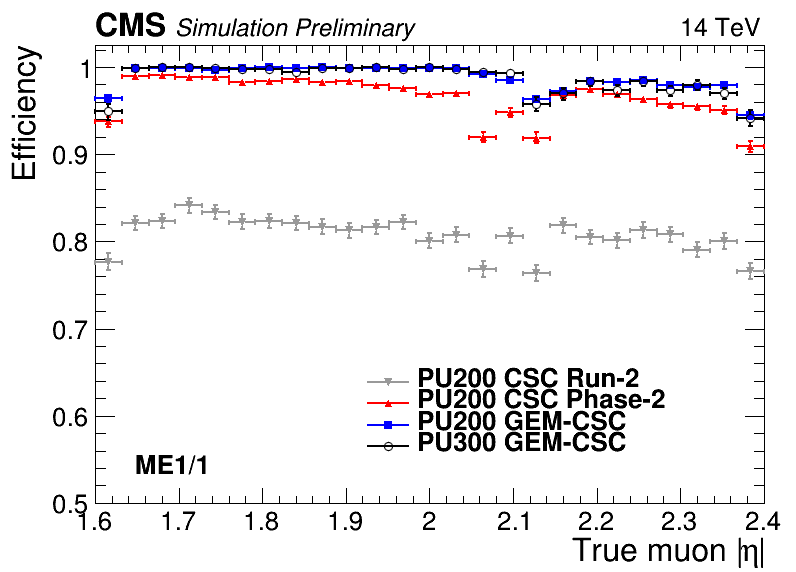 CMS Simulation Preliminary 14 TeV
Efficiency
1
0.9
0.8
0.7
0.6
0.5
PU200 CSC Run-2
PU200 CSC Phase-2
PU200 GEM-CSC
PU300 GEM-CSC
ME1/1
1.6 1.7 1.8 1.9 2 2.1 2.2 2.3 2.4
True muon |η|